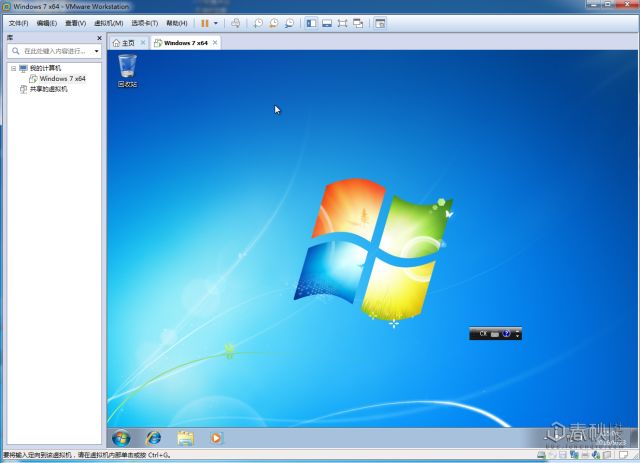 Windows 7 x64 - VMware Workstation
文件(F) 编辑(E) 查看(V) 虚拟机(M) 选项卡(T) 帮助(H)
库
在此处键入内容进行...
主页
Windows 7 x64
我的计算机
Windows 7 x64
共享的虚拟机
回收站
CH
春秋
要将输入定向到该虚拟机，请在虚拟机内部单击或按 Ctrl+G。